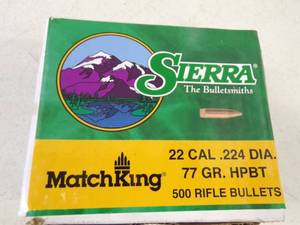 SIERRA®
The Bulletsmiths
MatchKing®
22 CAL .224 DIA.
77 GR. HPBT
500 RIFLE BULLETS